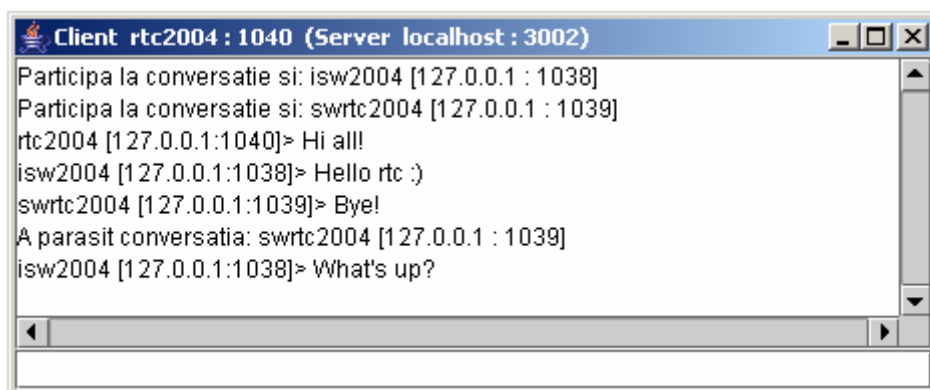 Client rtc2004 : 1040 (Server localhost : 3002)
Participa la conversatie si: isw2004 [127.0.0.1 : 1038]
Participa la conversatie si: swrtc2004 [127.0.0.1 : 1039]
rtc2004 [127.0.0.1:1040]> Hi all!
isw2004 [127.0.0.1:1038]> Hello rtc :)
swrtc2004 [127.0.0.1:1039]> Bye!
A parasit conversatia: swrtc2004 [127.0.0.1 : 1039]
isw2004 [127.0.0.1:1038]> What's up?